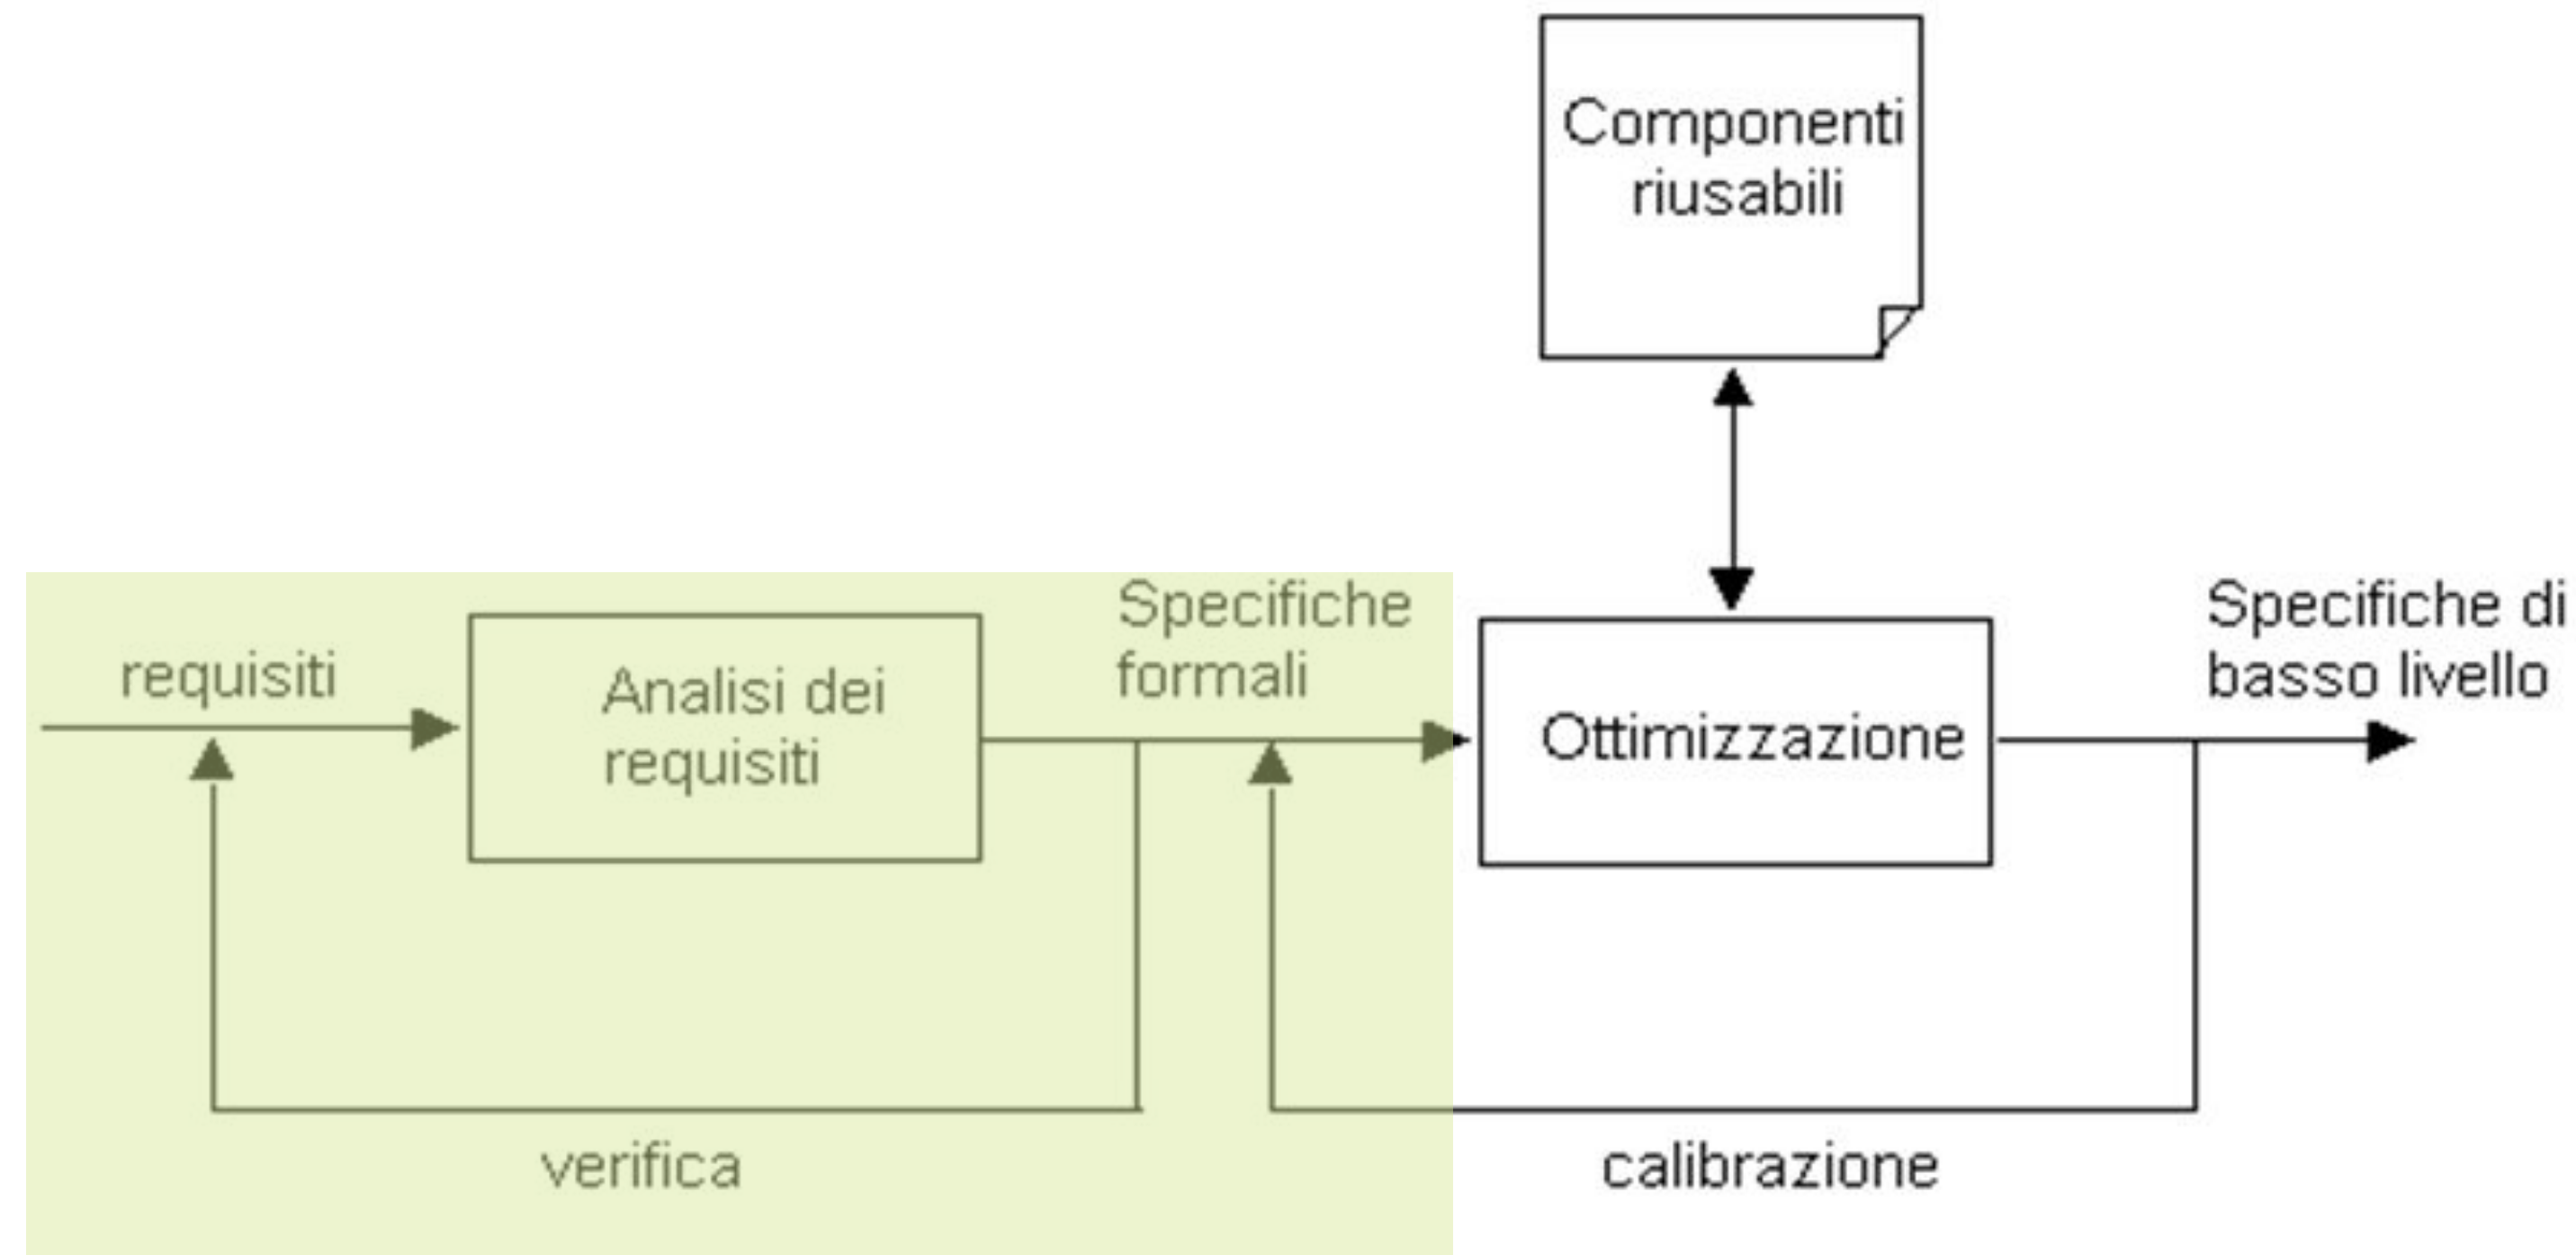 Componenti
riusabili
requisiti
Analisi dei
requisiti
Specifiche
formali
Ottimizzazione
Specifiche di
basso livello
verifica
calibrazione